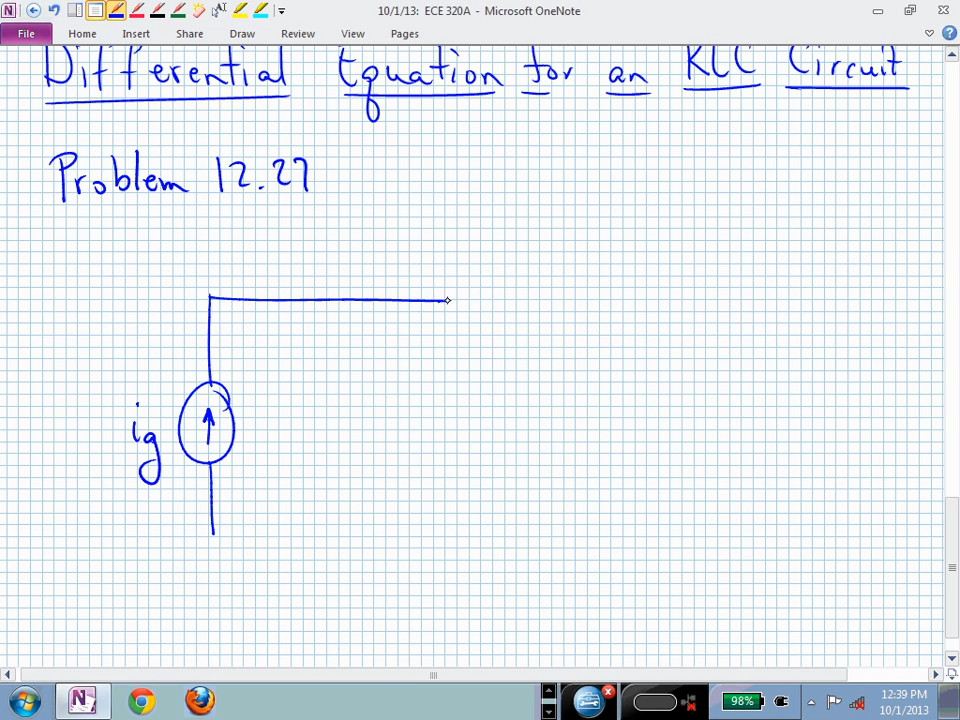 10/1/13: ECE 320A - Microsoft OneNote
File Home Insert Share Draw Review View Pages
Differential Equation for an RLC Circuit
Problem 12.27
ig
98%
12:39 PM
10/1/2013